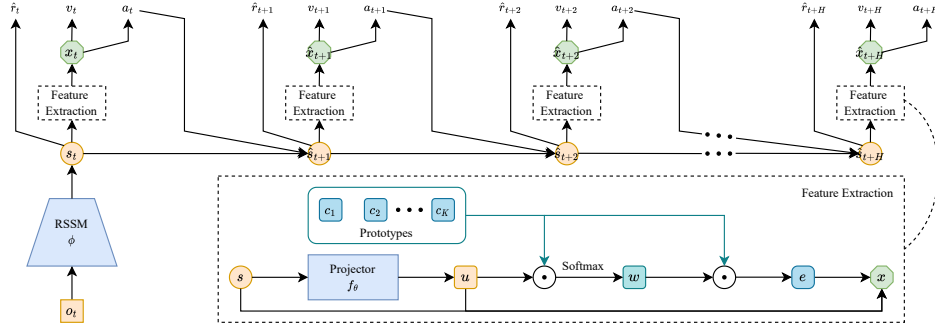 r̂_t v_t a_t r̂_{t+1} v_{t+1} a_{t+1} r̂_{t+2} v_{t+2} a_{t+2} r̂_{t+H} v_{t+H} a_{t+H}
x_t x̂_{t+1} x̂_{t+2} x̂_{t+H}
Feature Extraction
Feature Extraction
Feature Extraction
Feature Extraction
s_t ŝ_{t+1} ŝ_{t+2} ŝ_{t+H}
RSSM
ϕ
o_t
Feature Extraction
c_1 c_2 ••• c_K
Prototypes
s
Projector
f_θ
u
Softmax
w
e
x